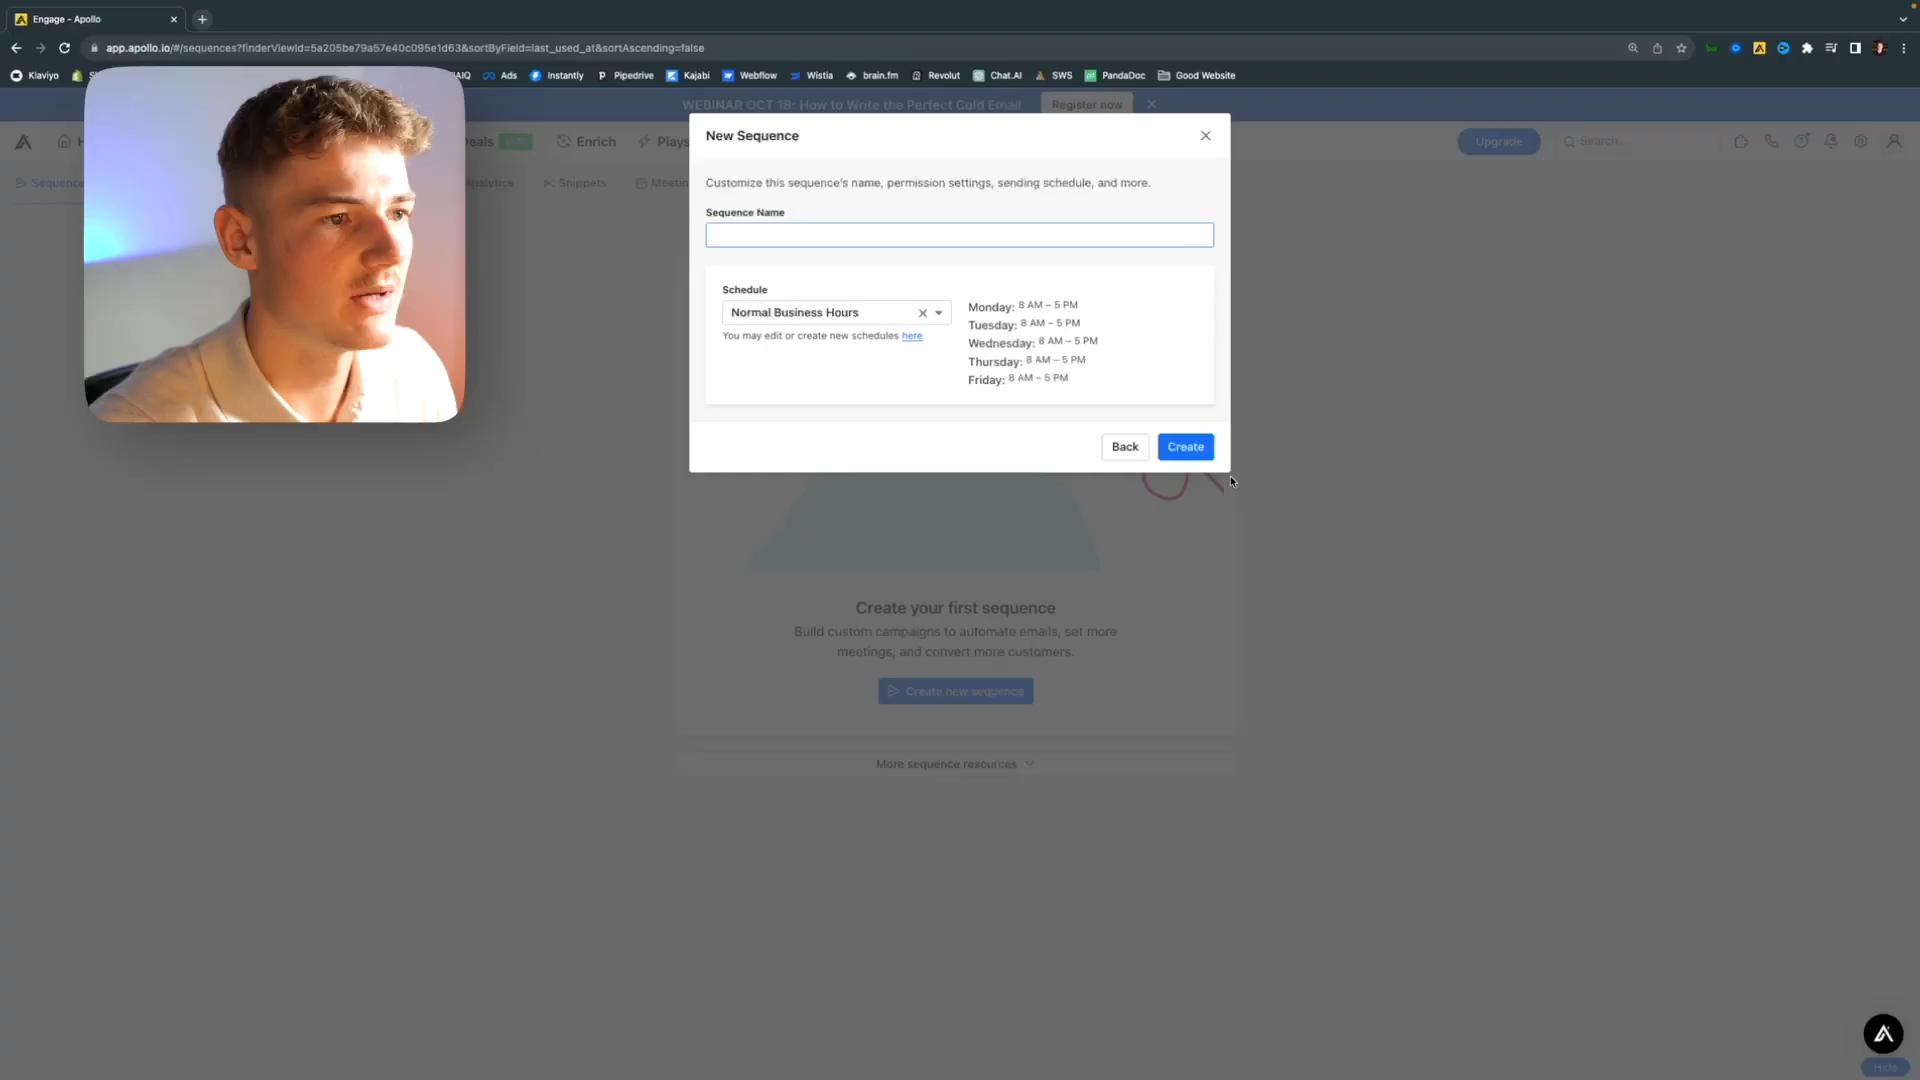 Engage - Apollo
app.apollo.io/#/sequences?finderViewId=5a205be79a57e40c095e1d63&sortByField=last_used_at&sortAscending=false
Klaviyo
Ads
Instantly
Pipedrive
Kajabi
Webflow
Wistia
brain.fm
Revolut
Chat.AI
SWS
PandaDoc
Good Website
WEBINAR OCT 18: How to Write the Perfect Cold Email
Register now
Enrich
Plays
Upgrade
Search...
Snippets
New Sequence
Customize this sequence's name, permission settings, sending schedule, and more.
Sequence Name
Schedule
Normal Business Hours
You may edit or create new schedules here
Monday: 8 AM – 5 PM
Tuesday: 8 AM – 5 PM
Wednesday: 8 AM – 5 PM
Thursday: 8 AM – 5 PM
Friday: 8 AM – 5 PM
Back
Create
Create your first sequence
Build custom campaigns to automate emails, set more
meetings, and convert more customers.
Create new sequence
More sequence resources
Hide